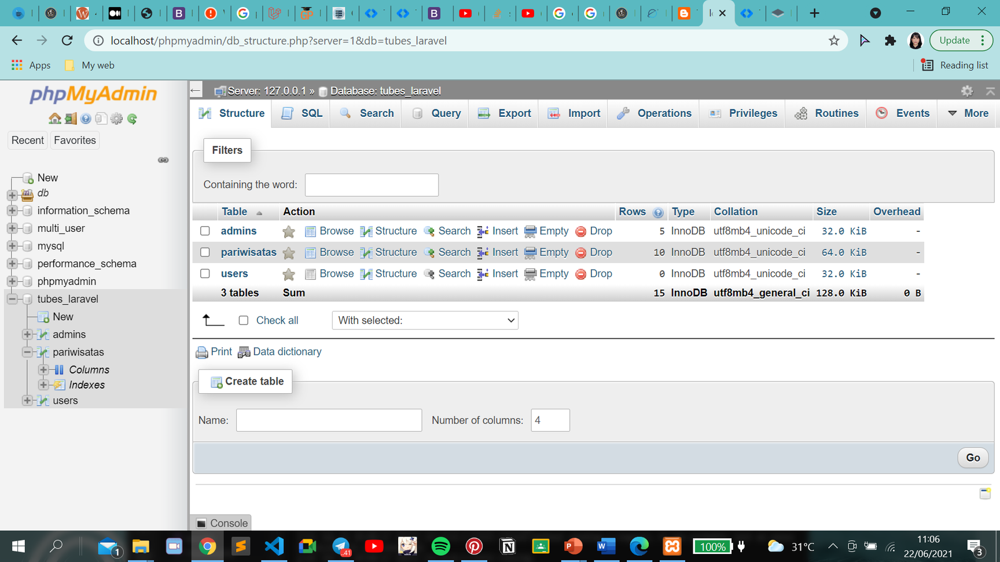 localhost/phpmyadmin/db_structure.php?server=1&db=tubes_laravel
Update
Apps
My web
Reading list
phpMyAdmin
Recent
Favorites
New
db
information_schema
multi_user
mysql
performance_schema
phpmyadmin
tubes_laravel
New
admins
pariwisatas
Columns
Indexes
users
Server: 127.0.0.1 » Database: tubes_laravel
Structure SQL Search Query Export Import Operations Privileges Routines Events More
Filters
Containing the word:
Table Action Rows Type Collation Size Overhead
admins Browse Structure Search Insert Empty Drop 5 InnoDB utf8mb4_unicode_ci 32.0 KiB -
pariwisatas Browse Structure Search Insert Empty Drop 10 InnoDB utf8mb4_unicode_ci 64.0 KiB -
users Browse Structure Search Insert Empty Drop 0 InnoDB utf8mb4_unicode_ci 32.0 KiB -
3 tables Sum 15 InnoDB utf8mb4_general_ci 128.0 KiB 0 B
Check all With selected:
Print Data dictionary
Create table
Name: Number of columns: 4
Go
Console
1
..41
100%
31°C
11:06
22/06/2021
3